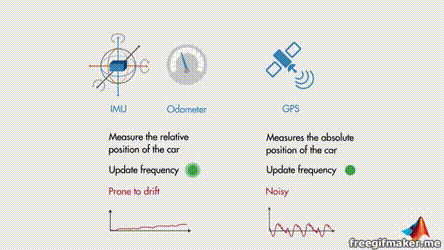 IMU
Odometer
GPS
Measure the relative
position of the car
Update frequency
Prone to drift
Measures the absolute
position of the car
Update frequency
Noisy
freegifmaker.me